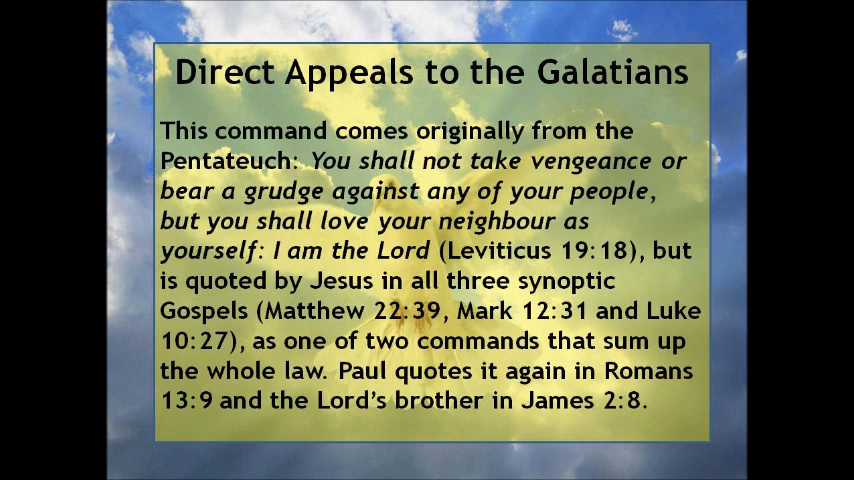 Direct Appeals to the Galatians
This command comes originally from the
Pentateuch: You shall not take vengeance or
bear a grudge against any of your people,
but you shall love your neighbour as
yourself: I am the Lord (Leviticus 19:18), but
is quoted by Jesus in all three synoptic
Gospels (Matthew 22:39, Mark 12:31 and Luke
10:27), as one of two commands that sum up
the whole law. Paul quotes it again in Romans
13:9 and the Lord’s brother in James 2:8.